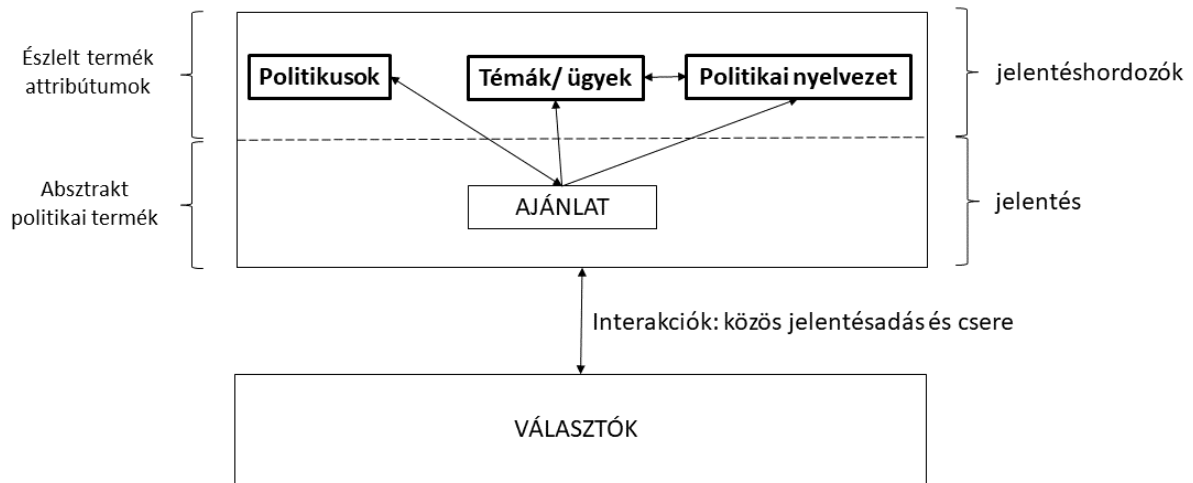 Észlelt termék
attribútumok
Politikusok
Témák/ ügyek
Politikai nyelvezet
jelentéshordozók
Absztrakt
politikai termék
AJÁNLAT
jelentés
Interakciók: közös jelentésadás és csere
VÁLASZTÓK